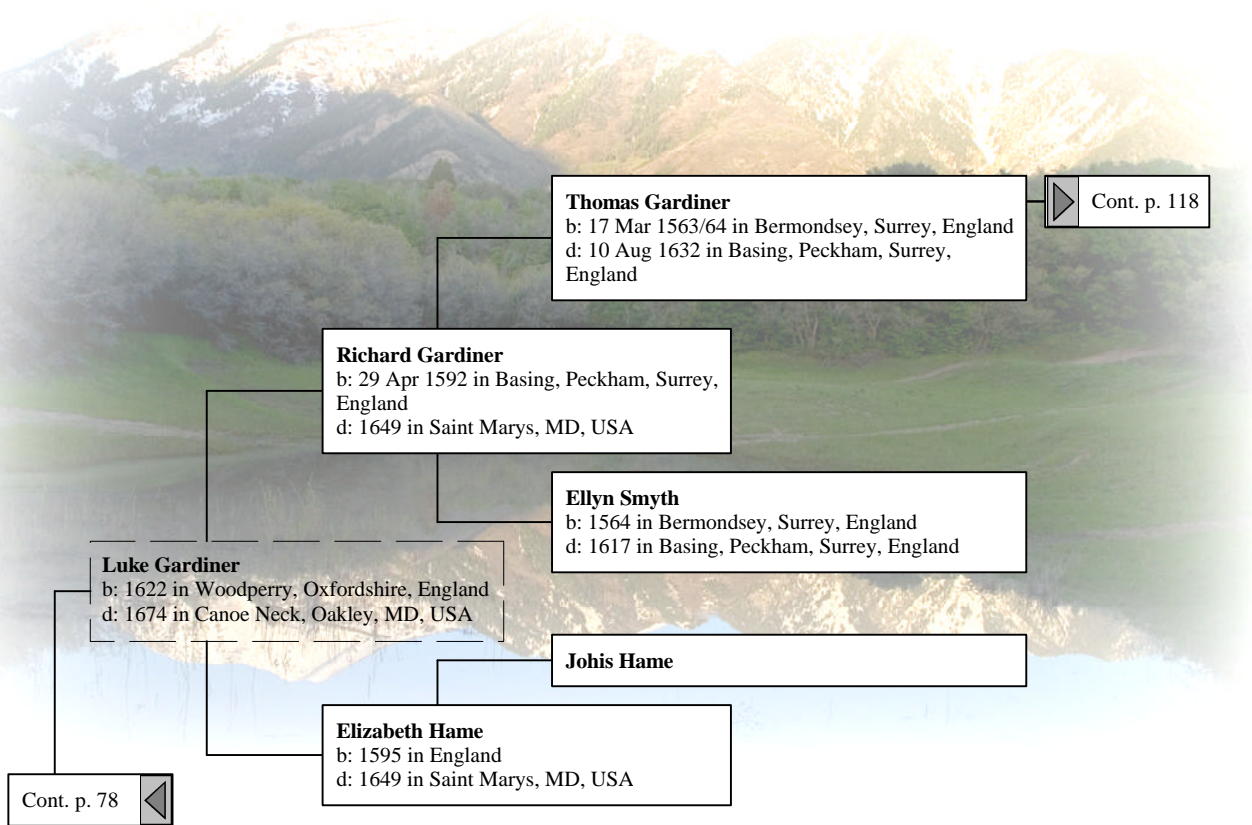 Thomas Gardiner
b: 17 Mar 1563/64 in Bermondsey, Surrey, England
d: 10 Aug 1632 in Basing, Peckham, Surrey,
England
Cont. p. 118
Richard Gardiner
b: 29 Apr 1592 in Basing, Peckham, Surrey,
England
d: 1649 in Saint Marys, MD, USA
Ellyn Smyth
b: 1564 in Bermondsey, Surrey, England
d: 1617 in Basing, Peckham, Surrey, England
Luke Gardiner
b: 1622 in Woodperry, Oxfordshire, England
d: 1674 in Canoe Neck, Oakley, MD, USA
Johis Hame
Elizabeth Hame
b: 1595 in England
d: 1649 in Saint Marys, MD, USA
Cont. p. 78